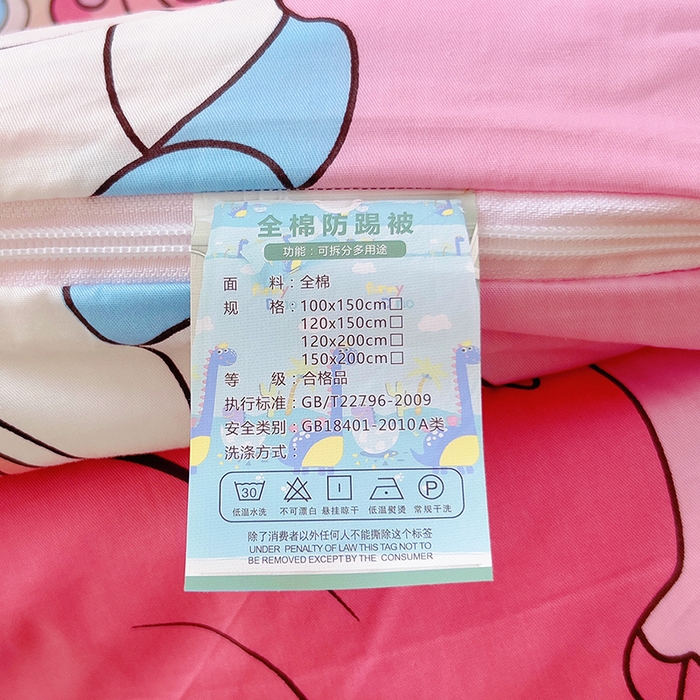 全棉防踢被
功能：可拆分多用途
面　　料：全棉
规　　格：100x150cm□
120x150cm□
120x200cm□
150x200cm□
等　　级：合格品
执行标准：GB/T22796-2009
安全类别：GB18401-2010A类
洗涤方式：
30 P
低温水洗 不可漂白 悬挂晾干 低温熨烫 常规干洗
除了消费者以外任何人不能撕除这个标签
UNDER PENALTY OF LAW THIS TAG NOT TO
BE REMOVED EXCEPT BY THE CONSUMER